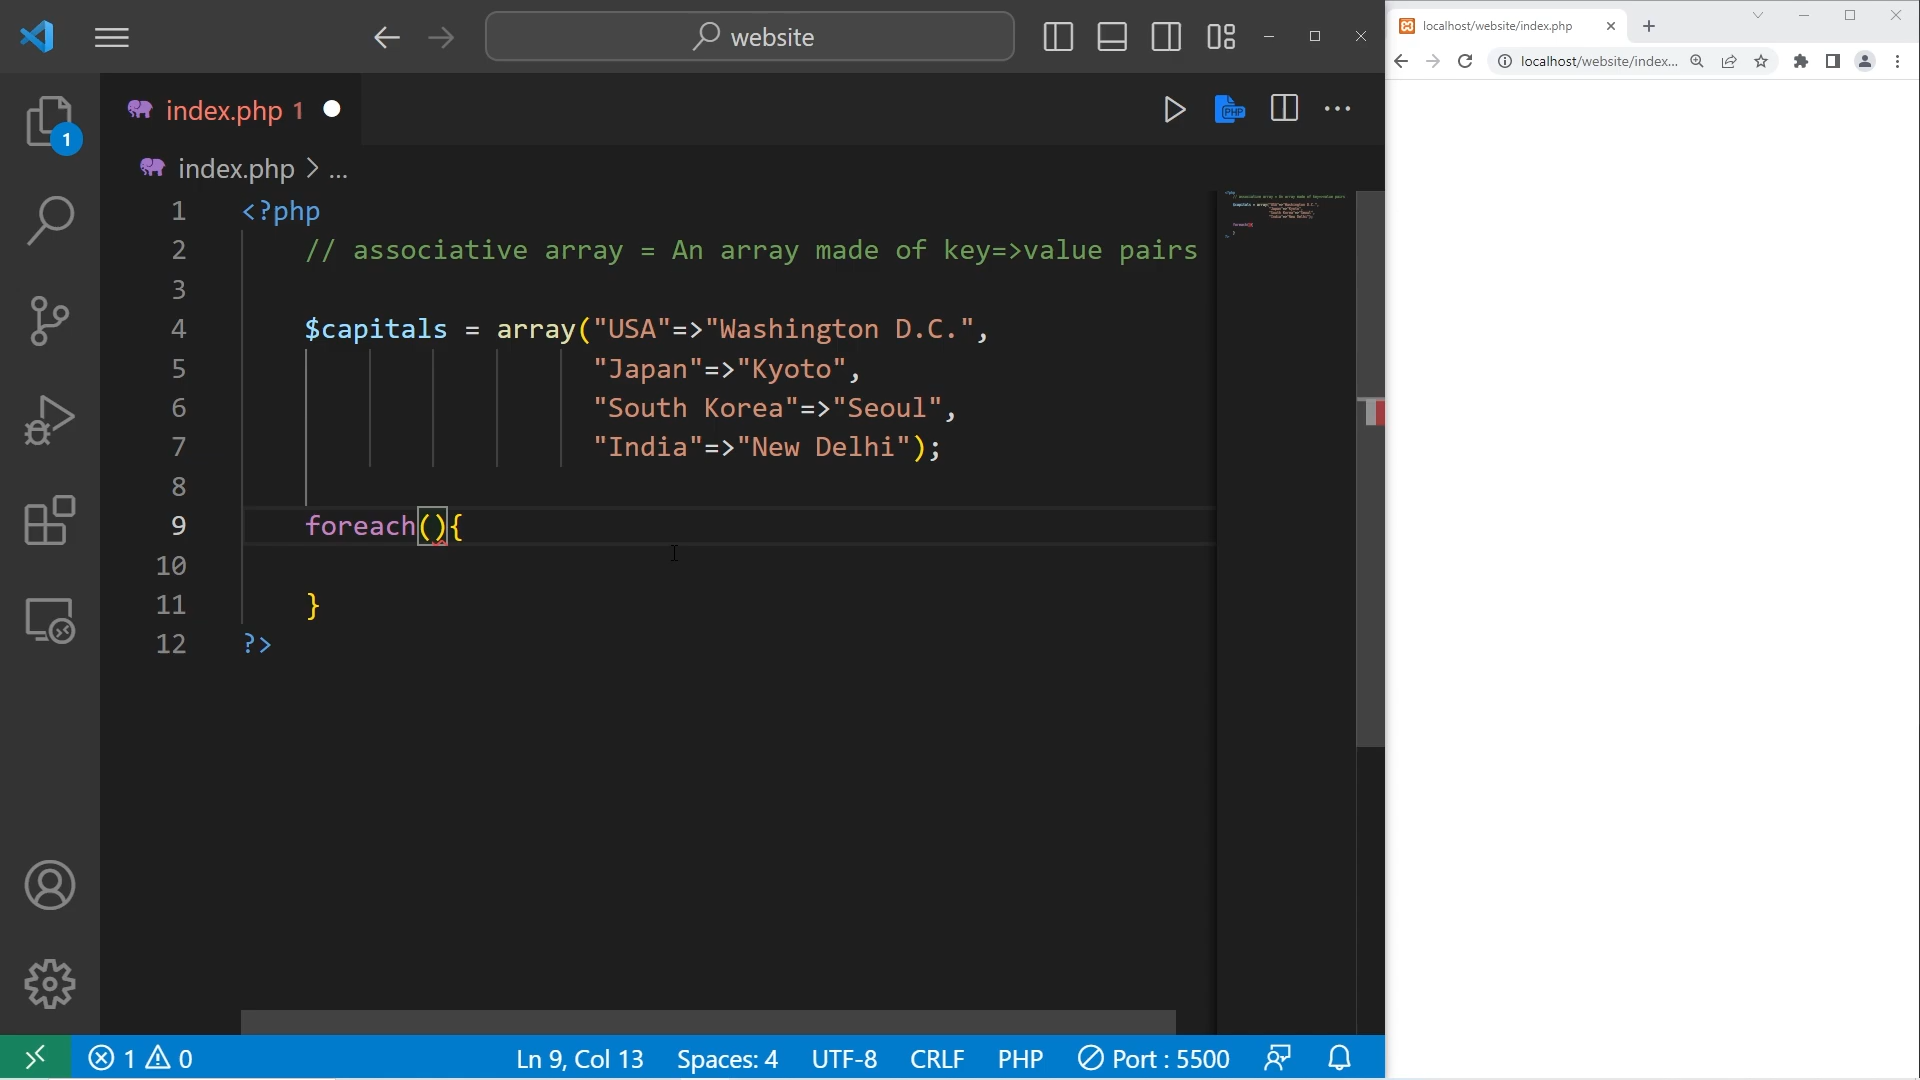 website
localhost/website/index.php
localhost/website/index...
index.php 1
PHP
1
index.php > ...
1 <?php
2 // associative array = An array made of key=>value pairs
3
4 $capitals = array("USA"=>"Washington D.C.",
5 "Japan"=>"Kyoto",
6 "South Korea"=>"Seoul",
7 "India"=>"New Delhi");
8
9 foreach(){
10
11 }
12 ?>
1 0 Ln 9, Col 13 Spaces: 4 UTF-8 CRLF PHP Port : 5500